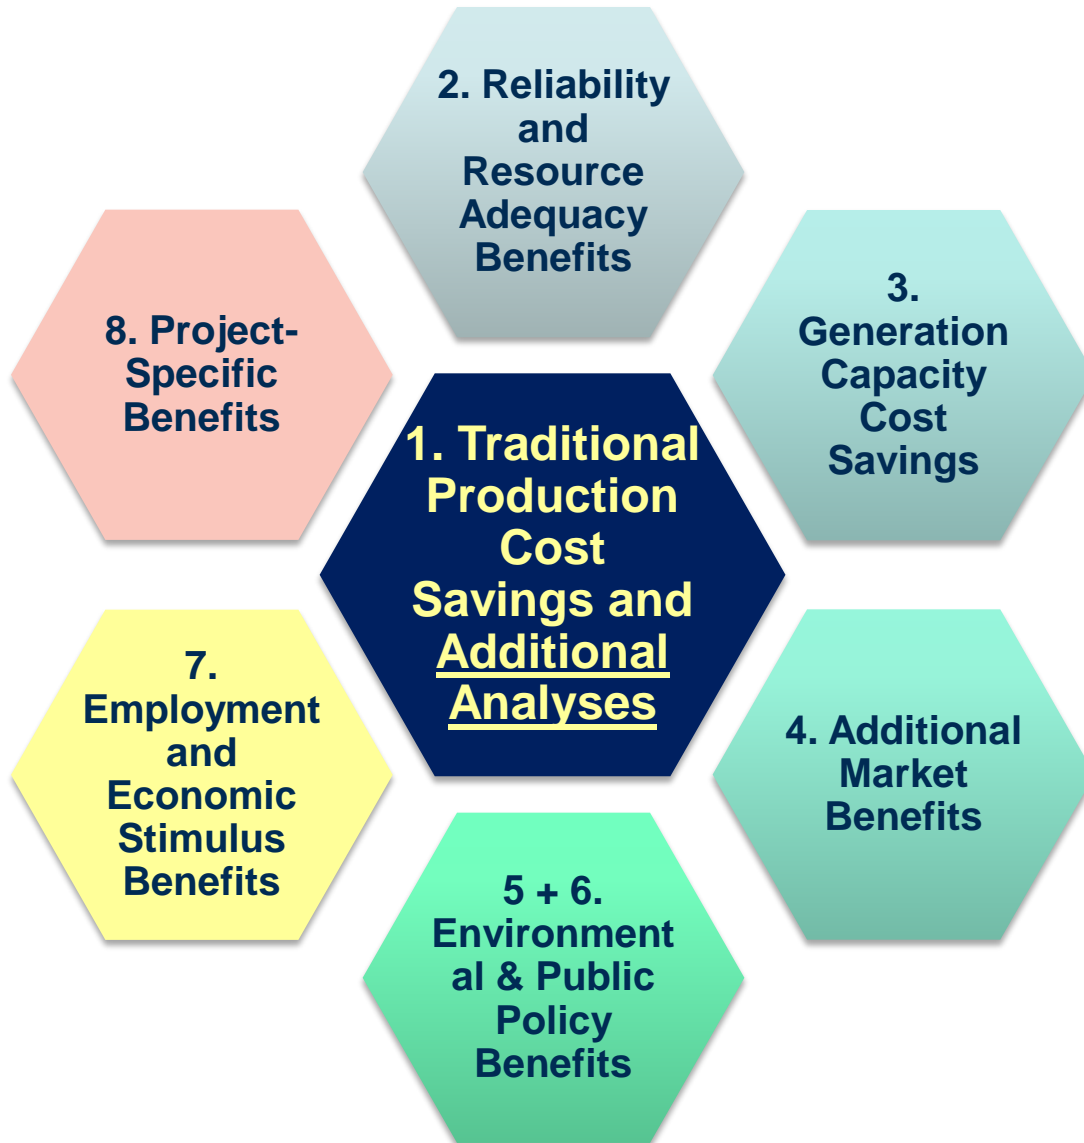 2. Reliability
and
Resource
Adequacy
Benefits
3.
Generation
Capacity
Cost
Savings
8. Project-
Specific
Benefits
1. Traditional
Production
Cost
Savings and
Additional
Analyses
7.
Employment
and
Economic
Stimulus
Benefits
4. Additional
Market
Benefits
5 + 6.
Environment
al & Public
Policy
Benefits